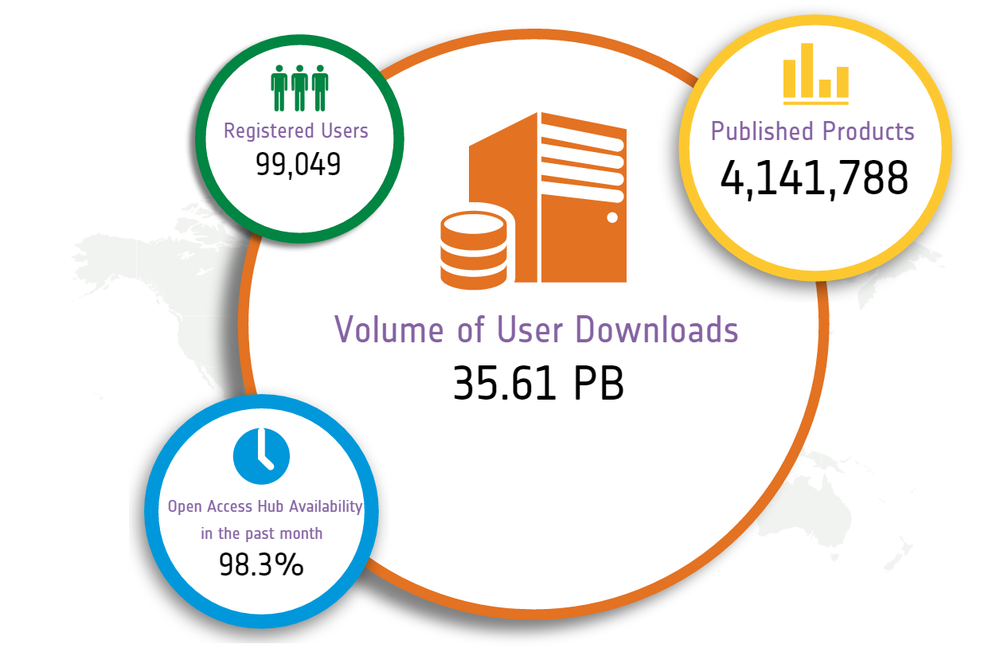 Registered Users
99,049
Published Products
4,141,788
Volume of User Downloads
35.61 PB
Open Access Hub Availability
in the past month
98.3%